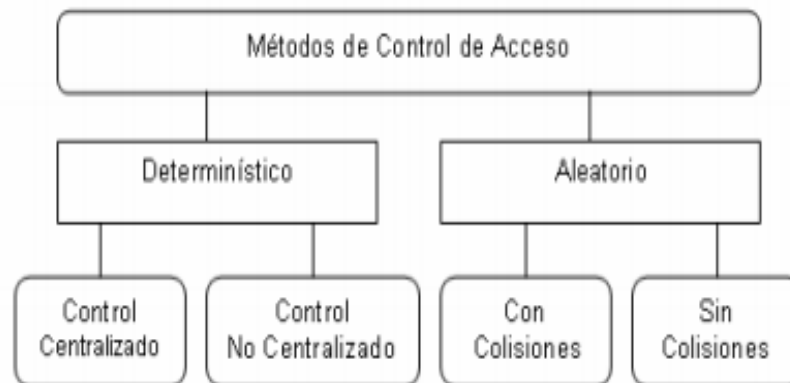 Métodos de Control de Acceso
Determinístico
Aleatorio
Control
Centralizado
Control
No Centralizado
Con
Colisiones
Sin
Colisiones